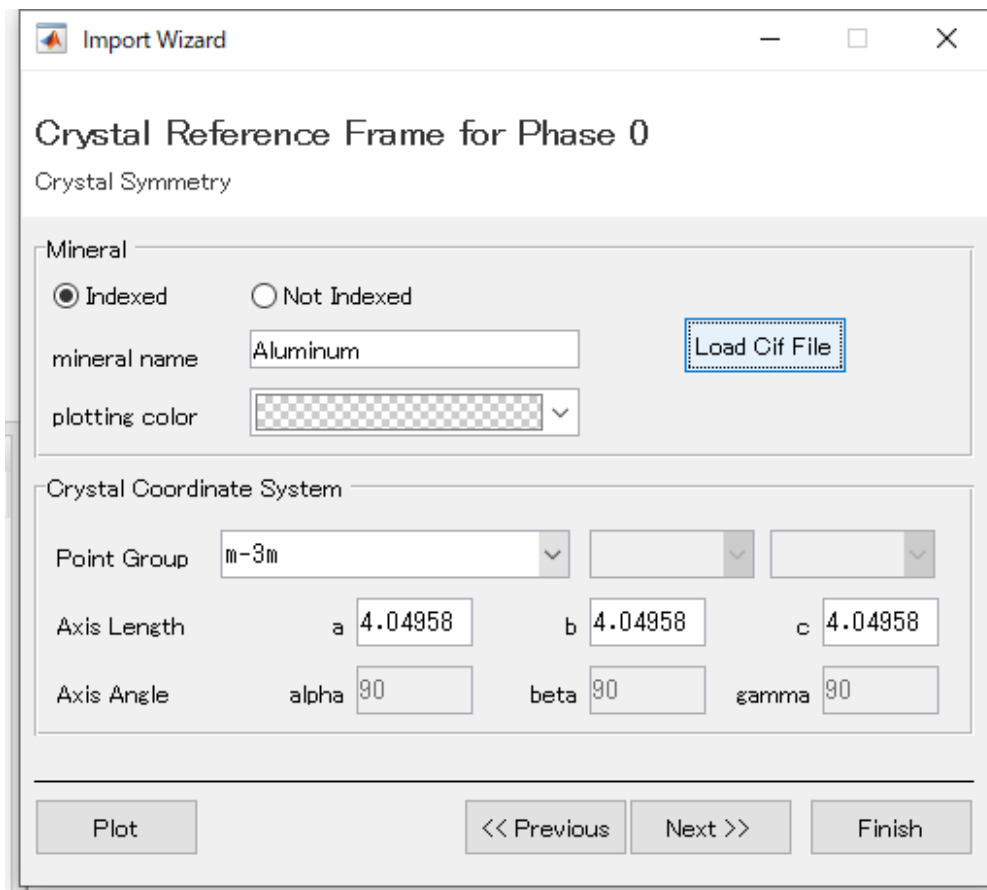 Import Wizard
Crystal Reference Frame for Phase 0
Crystal Symmetry
Mineral
Indexed Not Indexed
mineral name Aluminum Load Cif File
plotting color
Crystal Coordinate System
Point Group m-3m
Axis Length a 4.04958 b 4.04958 c 4.04958
Axis Angle alpha 90 beta 90 gamma 90
Plot << Previous Next >> Finish